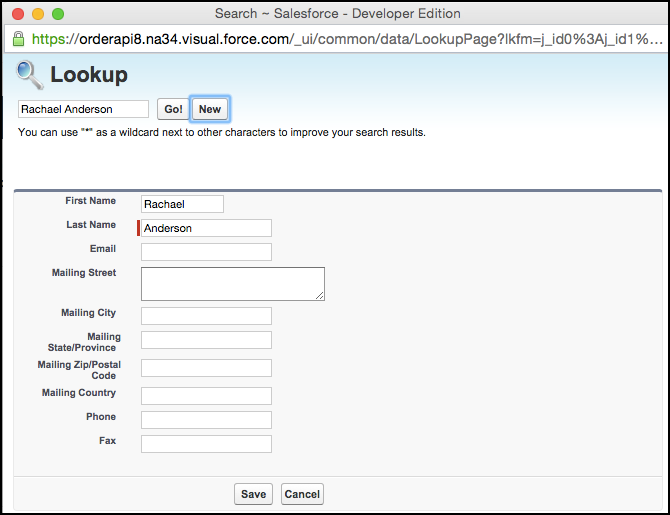 Search ~ Salesforce - Developer Edition
https://orderapi8.na34.visual.force.com/_ui/common/data/LookupPage?lkfm=j_id0%3Aj_id1%...
Lookup
Rachael Anderson Go! New
You can use "*" as a wildcard next to other characters to improve your search results.
First Name Rachael
Last Name Anderson
Email
Mailing Street
Mailing City
Mailing
State/Province
Mailing Zip/Postal
Code
Mailing Country
Phone
Fax
Save Cancel